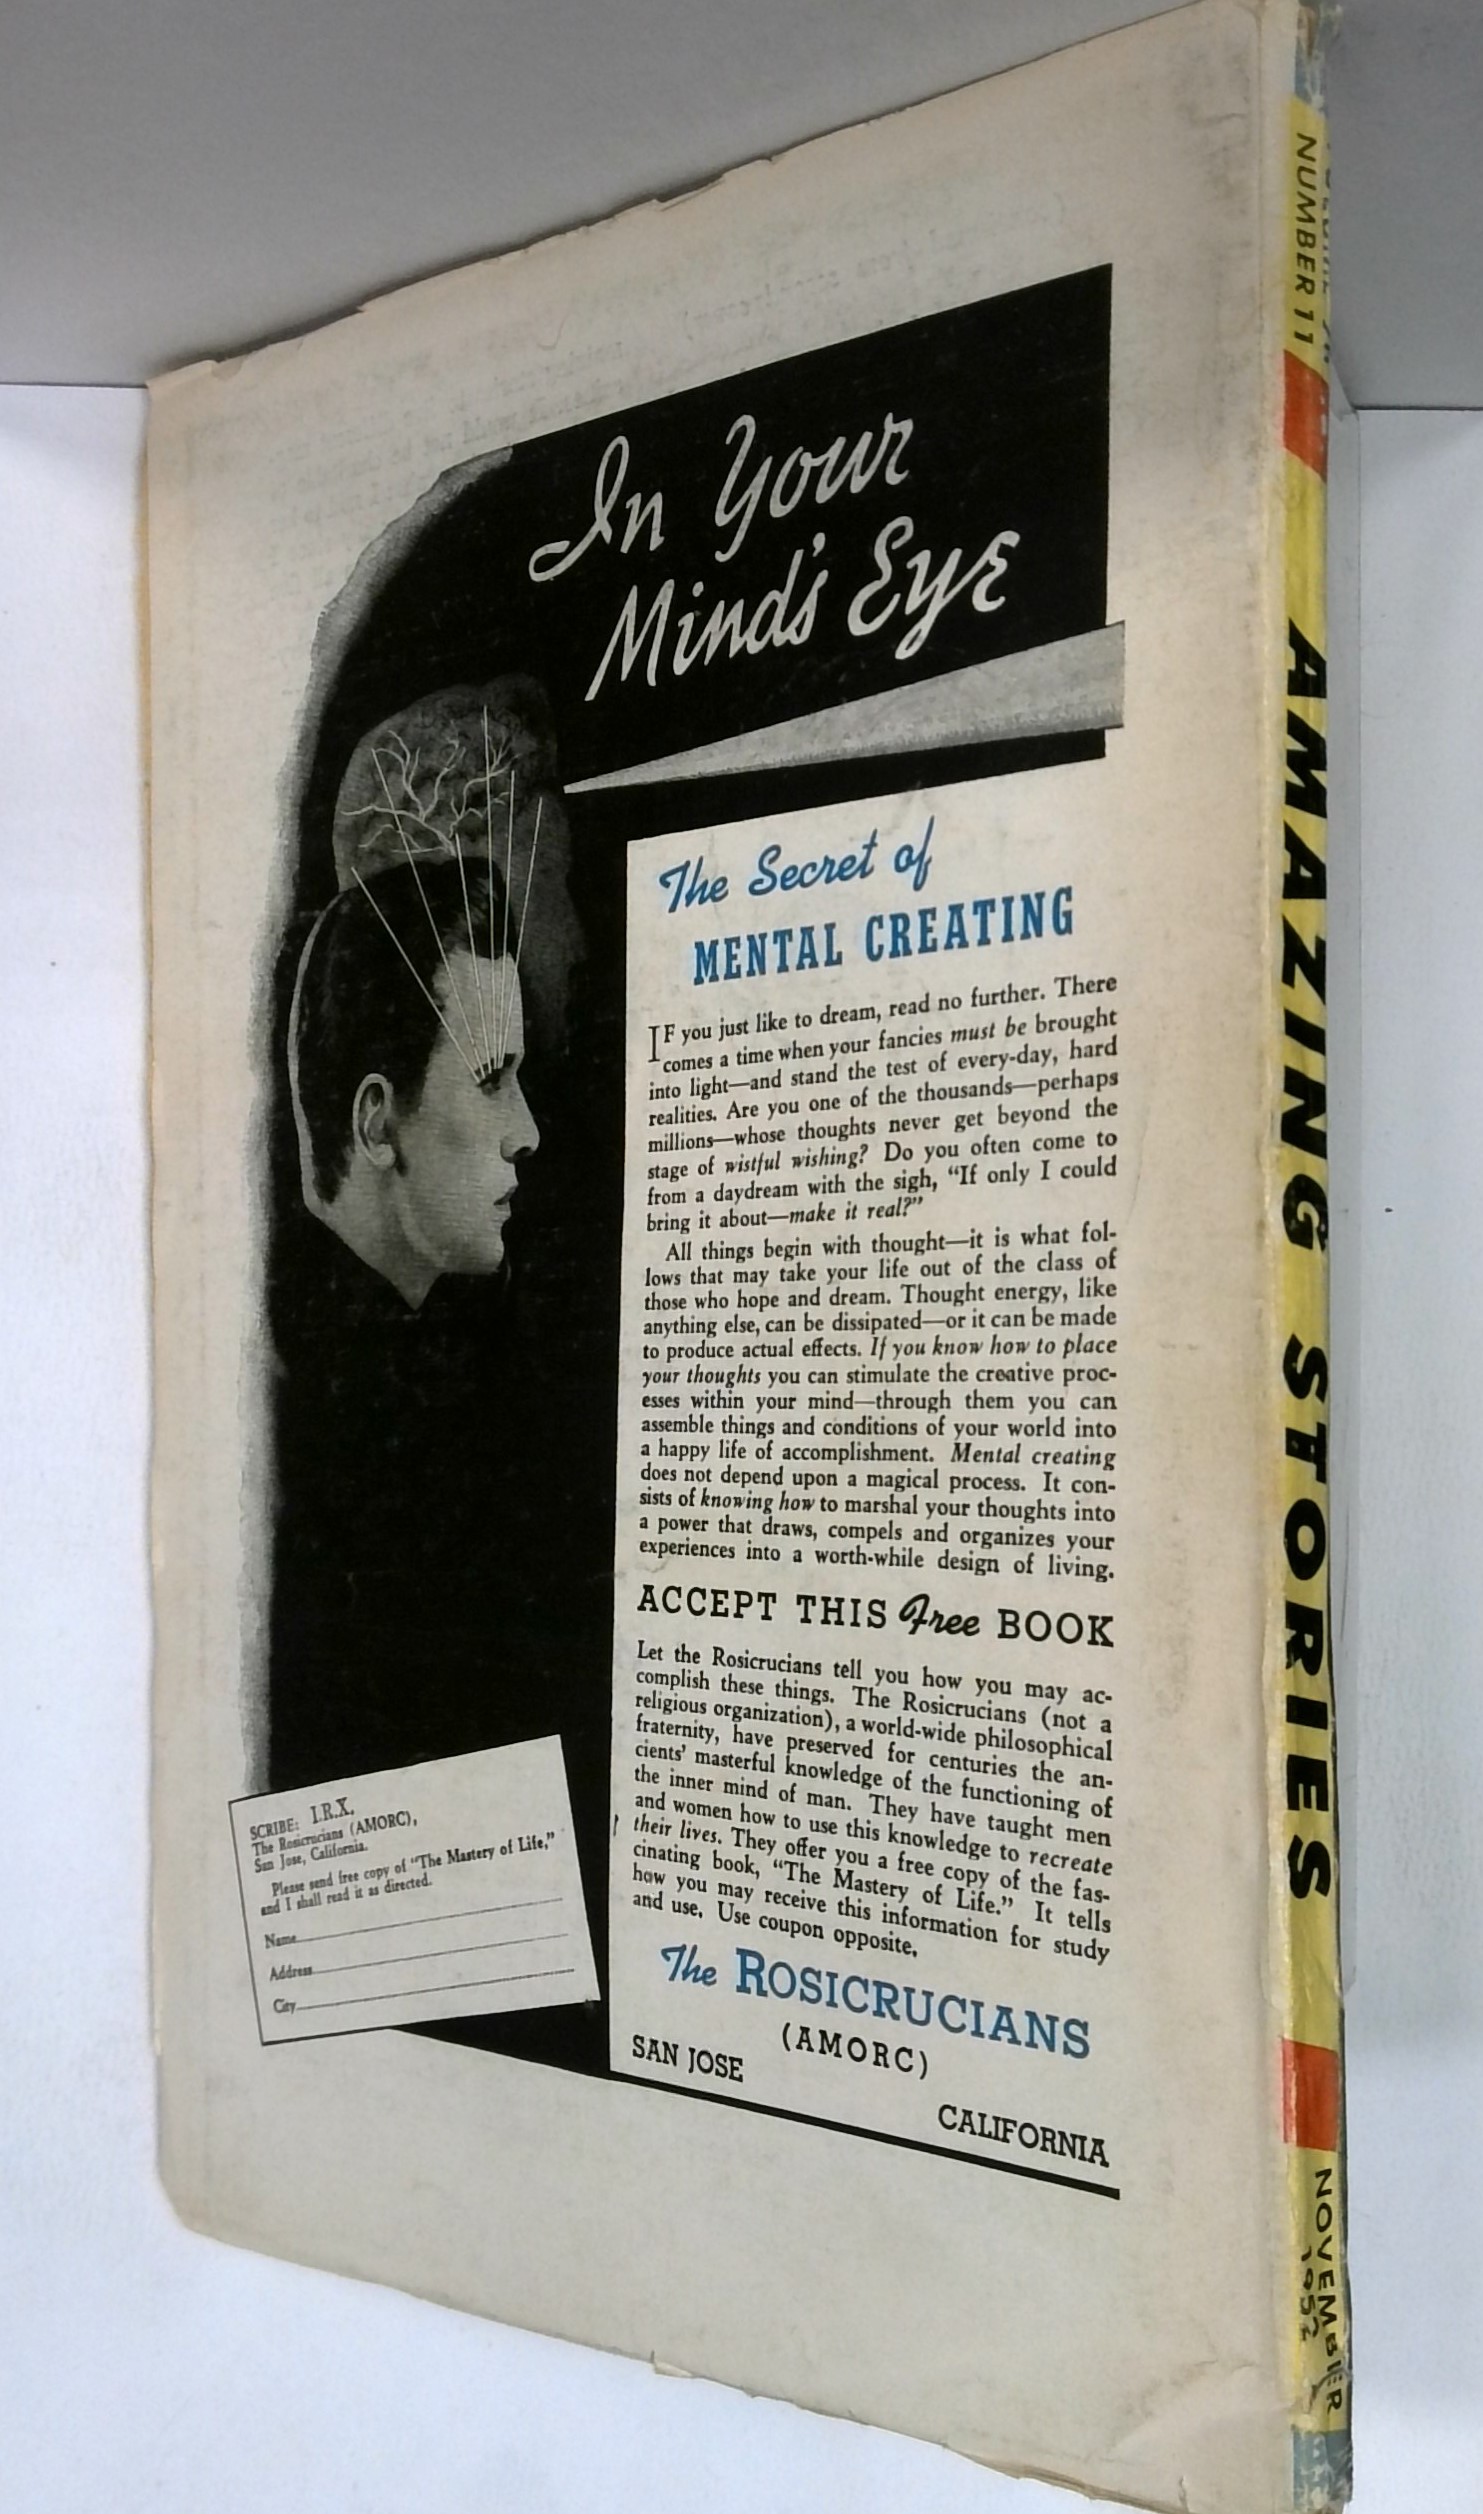 In Your
Mind's Eye
The Secret of
MENTAL CREATING
IF you just like to dream, read no further. There
comes a time when your fancies must be brought
into light—and stand the test of every-day, hard
realities. Are you one of the thousands—perhaps
millions—whose thoughts never get beyond the
stage of wistful wishing? Do you often come to
from a daydream with the sigh, "If only I could
bring it about—make it real?"
All things begin with thought—it is what fol-
lows that may take your life out of the class of
those who hope and dream. Thought energy, like
anything else, can be dissipated—or it can be made
to produce actual effects. If you know how to place
your thoughts you can stimulate the creative proc-
esses within your mind—through them you can
assemble things and conditions of your world into
a happy life of accomplishment. Mental creating
does not depend upon a magical process. It con-
sists of knowing how to marshal your thoughts into
a power that draws, compels and organizes your
experiences into a worth-while design of living.
ACCEPT THIS Free BOOK
Let the Rosicrucians tell you how you may ac-
complish these things. The Rosicrucians (not a
religious organization), a world-wide philosophical
fraternity, have preserved for centuries the an-
cients' masterful knowledge of the functioning of
the inner mind of man. They have taught men
and women how to use this knowledge to recreate
their lives. They offer you a free copy of the fas-
cinating book, "The Mastery of Life." It tells
how you may receive this information for study
and use. Use coupon opposite.
The ROSICRUCIANS
(AMORC)
SAN JOSE
CALIFORNIA
SCRIBE: I.R.X.
The Rosicrucians (AMORC),
San Jose, California.
Please send free copy of "The Mastery of Life,"
and I shall read it as directed.
Name
Address
City
NUMBER 11
AMAZING STORIES
NOVEMBER
1952